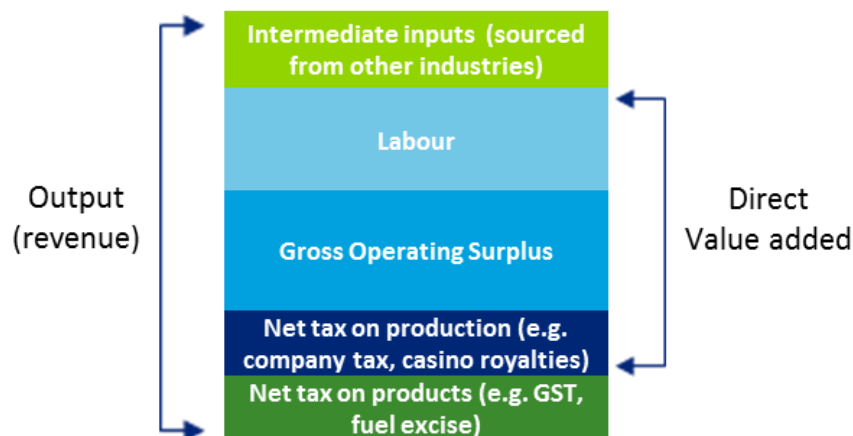 Intermediate inputs (sourced
from other industries)
Labour
Output
(revenue)
Direct
Value added
Gross Operating Surplus
Net tax on production (e.g.
company tax, casino royalties)
Net tax on products (e.g. GST,
fuel excise)